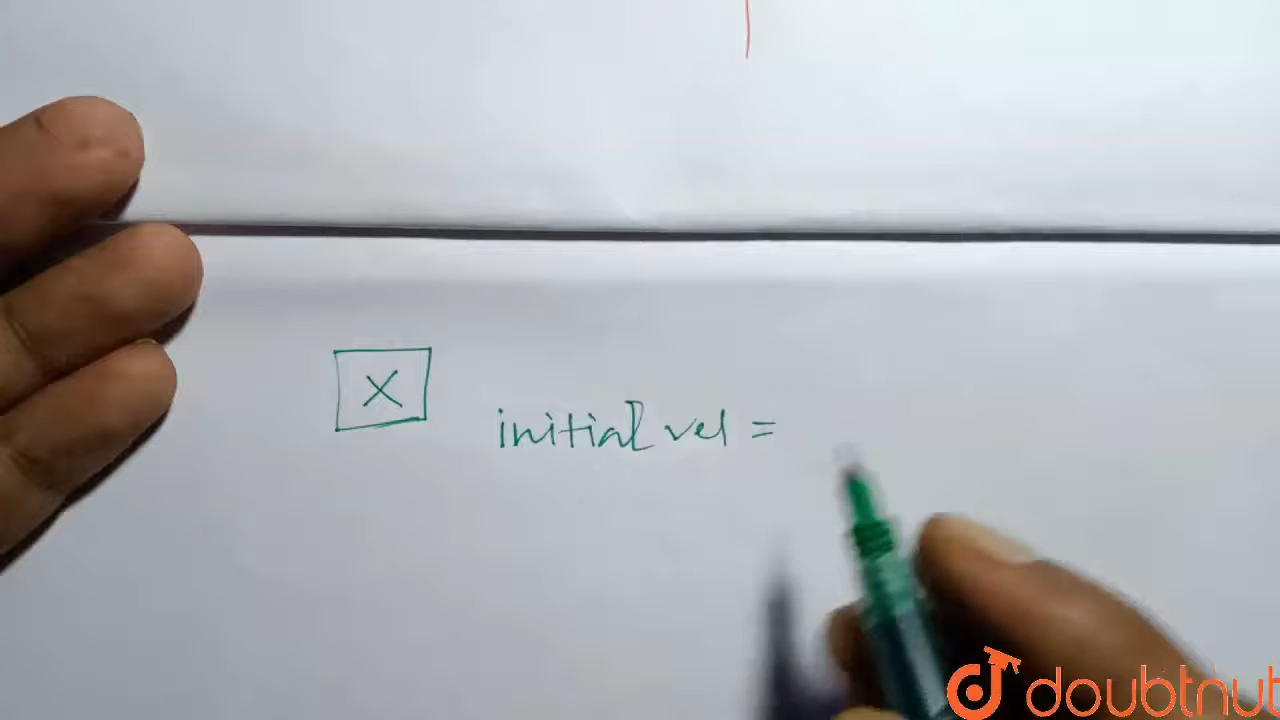 X
initial vel =
doubtnut